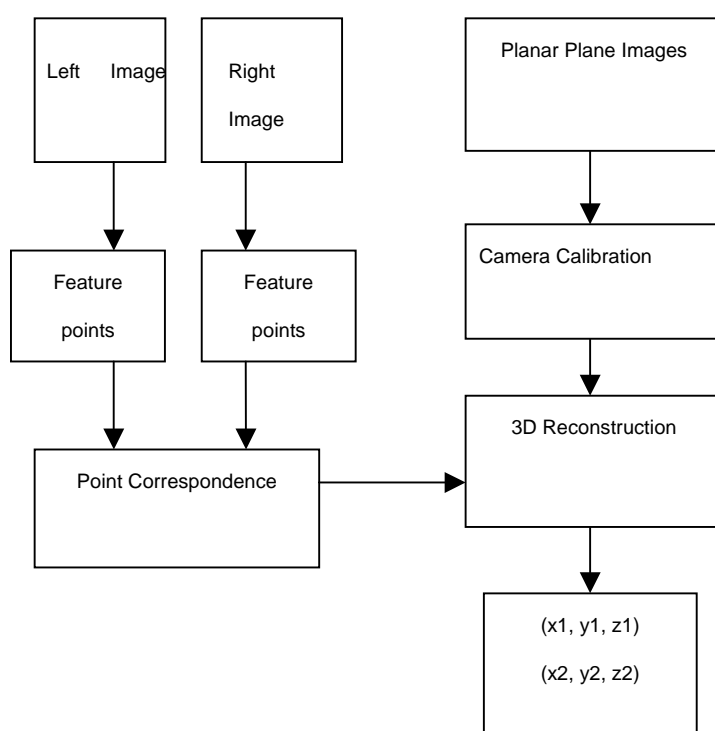 Left Image
Right
Image
Planar Plane Images
Feature
points
Feature
points
Camera Calibration
Point Correspondence
3D Reconstruction
(x1, y1, z1)
(x2, y2, z2)